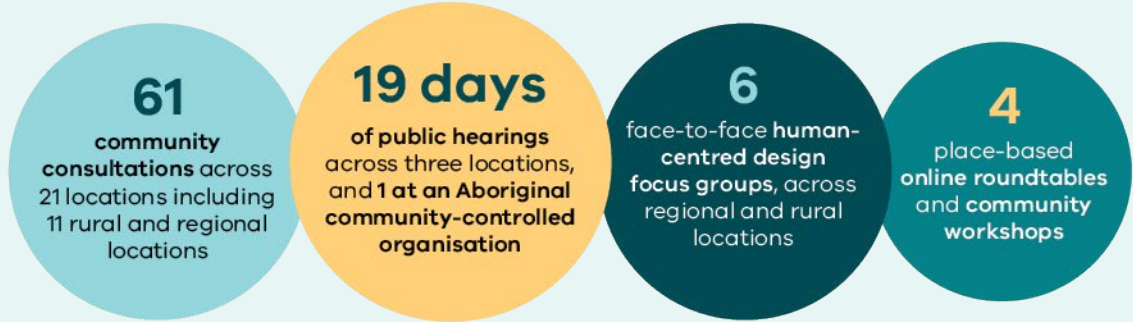 61
community
consultations across
21 locations including
11 rural and regional
locations
19 days
of public hearings
across three locations,
and 1 at an Aboriginal
community-controlled
organisation
6
face-to-face human-
centred design
focus groups, across
regional and rural
locations
4
place-based
online roundtables
and community
workshops